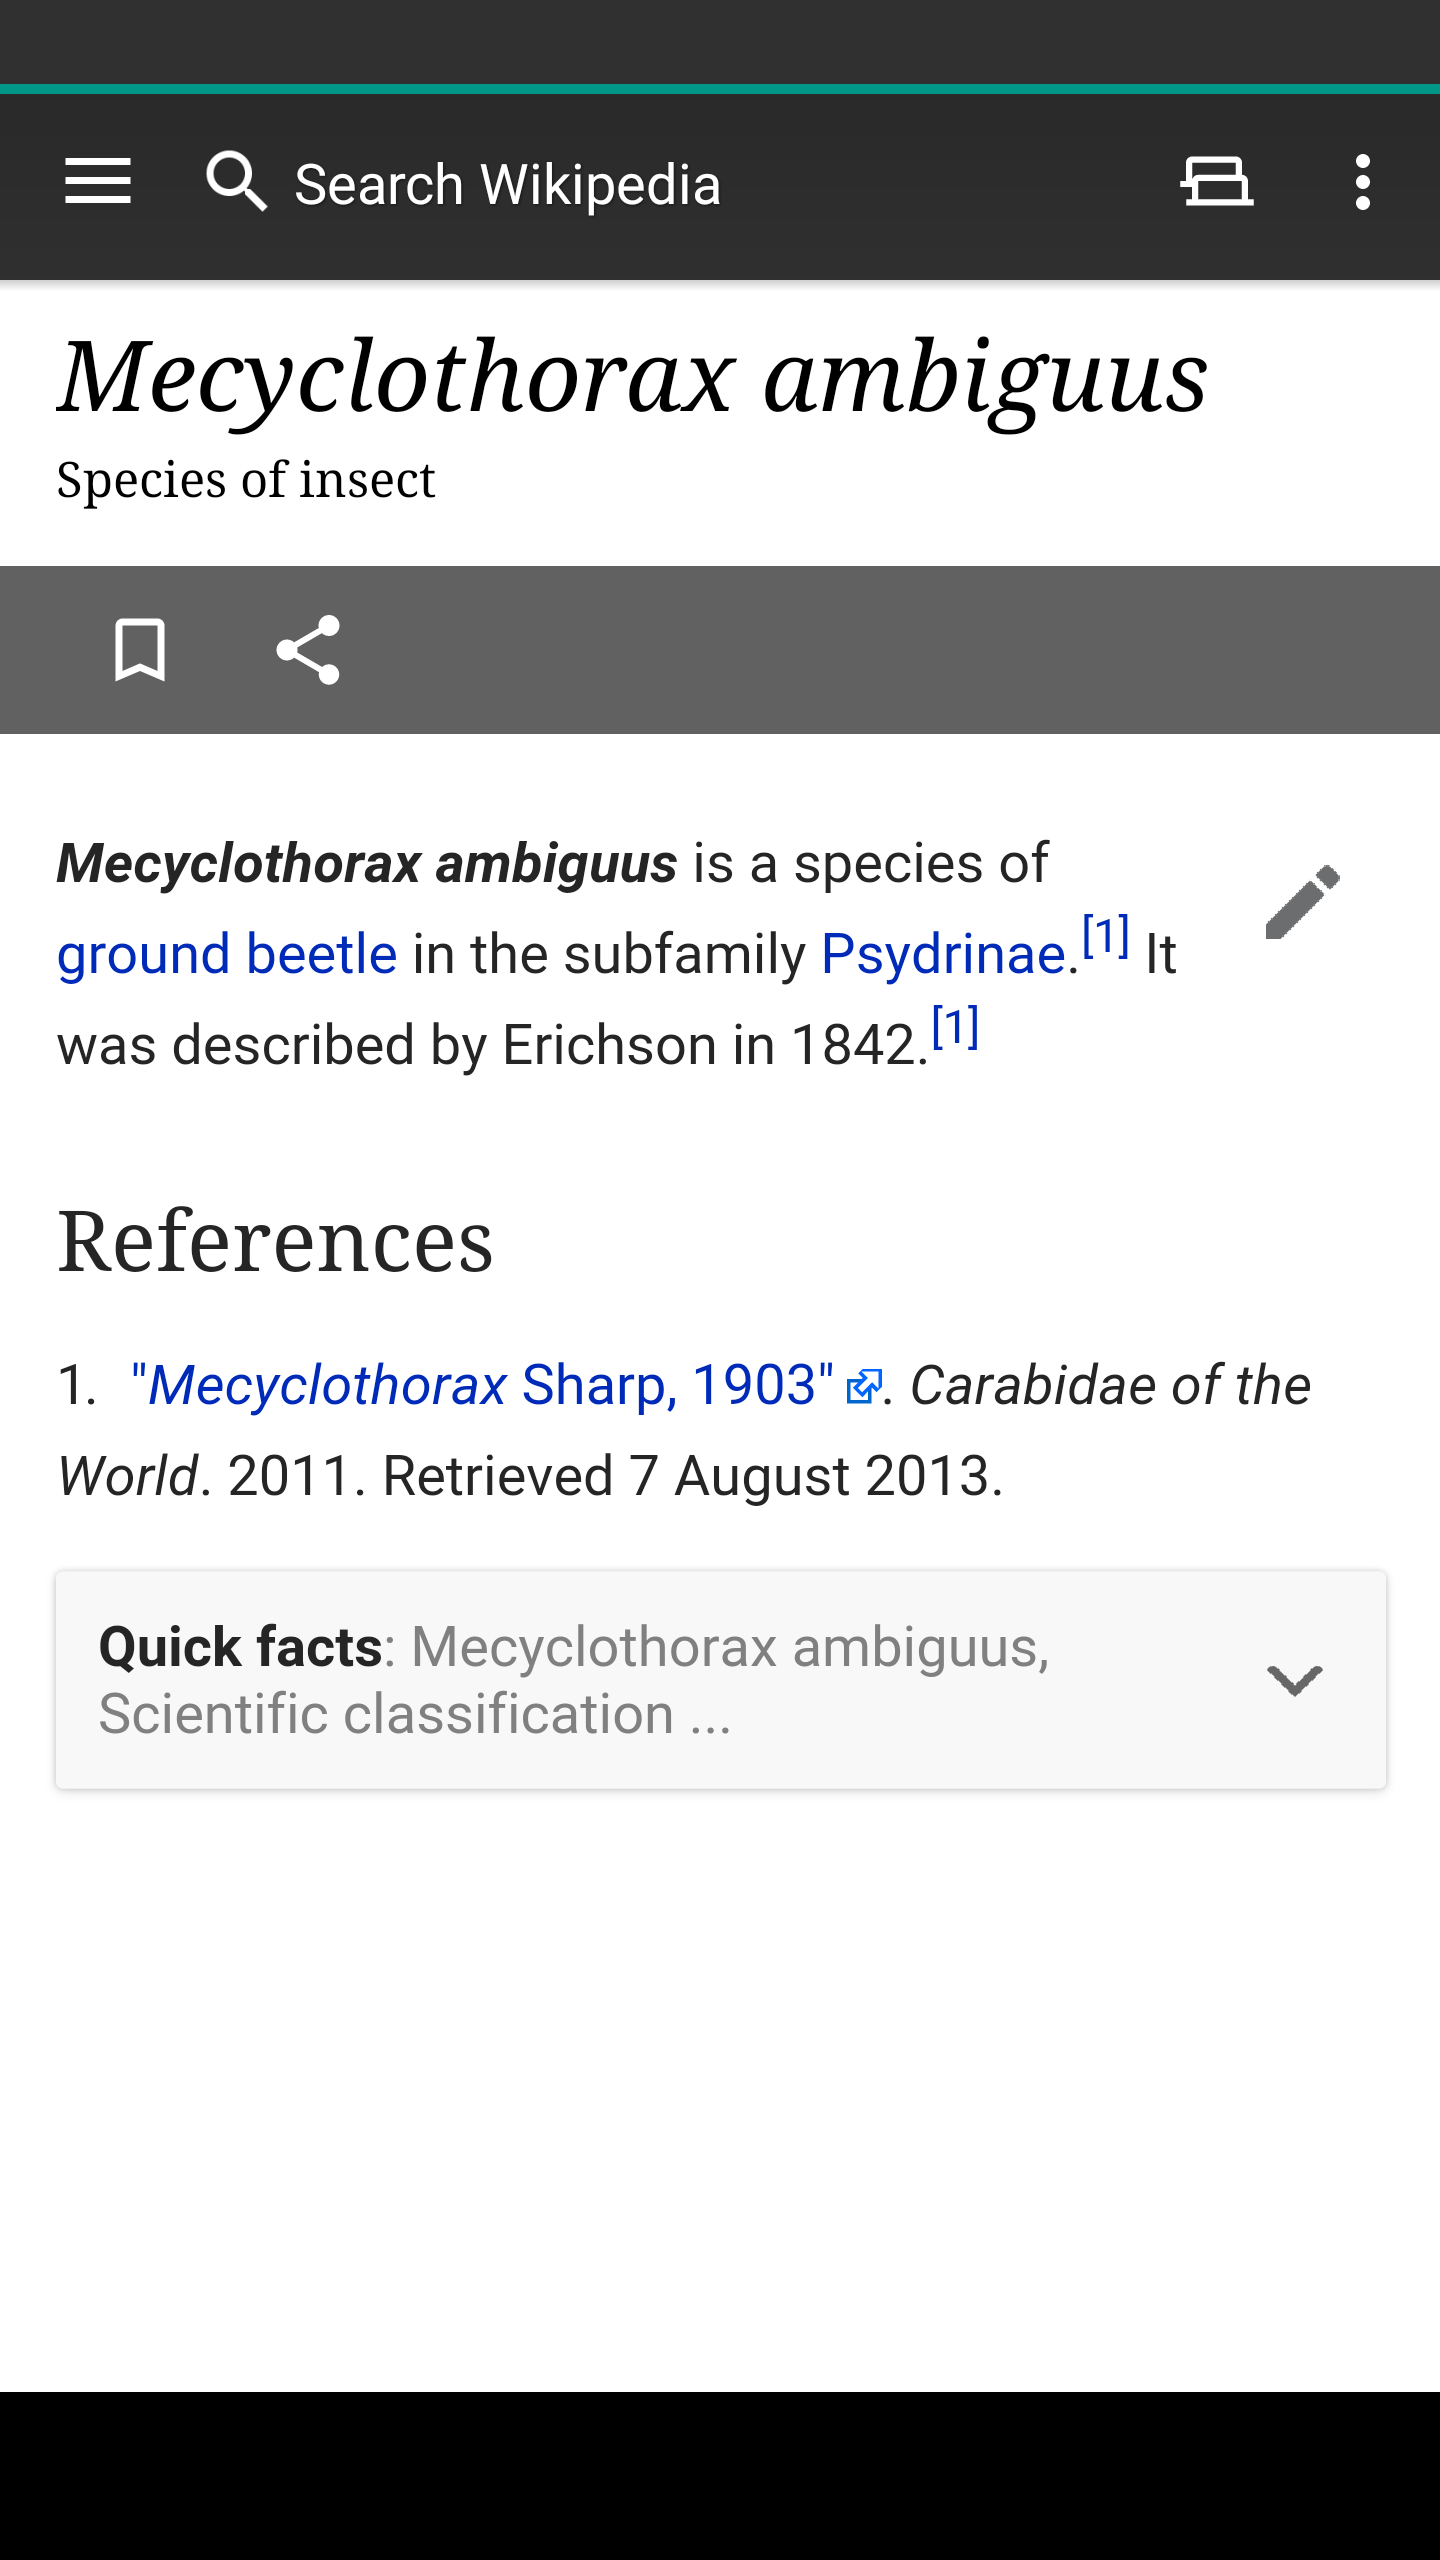 Search Wikipedia
Mecyclothorax ambiguus
Species of insect
Mecyclothorax ambiguus is a species of
ground beetle in the subfamily Psydrinae.[1] It
was described by Erichson in 1842.[1]
References
1. "Mecyclothorax Sharp, 1903" . Carabidae of the
World. 2011. Retrieved 7 August 2013.
Quick facts: Mecyclothorax ambiguus,
Scientific classification ...